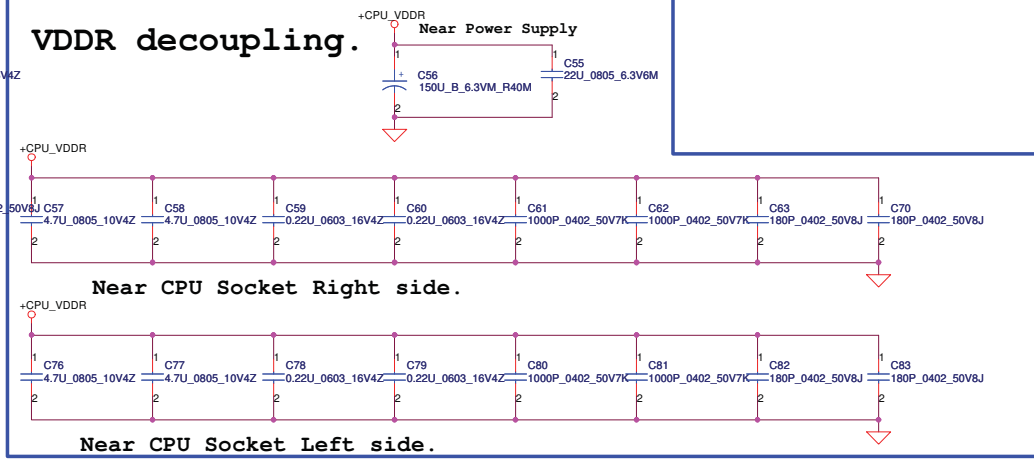 +CPU_VDDR
Near Power Supply
VDDR decoupling.
V4Z
1 1
C56
150U_B_6.3VM_R40M
+
C55
22U_0805_6.3V6M
2 2
+CPU_VDDR
1 1 1 1 1 1 1 1
2_50V8J C57 C58 C59 C60 C61 C62 C63 C70
4.7U_0805_10V4Z 4.7U_0805_10V4Z 0.22U_0603_16V4Z 0.22U_0603_16V4Z 1000P_0402_50V7K 1000P_0402_50V7K 180P_0402_50V8J 180P_0402_50V8J
2 2 2 2 2 2 2 2
Near CPU Socket Right side.
+CPU_VDDR
1 1 1 1 1 1 1 1
C76 C77 C78 C79 C80 C81 C82 C83
4.7U_0805_10V4Z 4.7U_0805_10V4Z 0.22U_0603_16V4Z 0.22U_0603_16V4Z 1000P_0402_50V7K 1000P_0402_50V7K 180P_0402_50V8J 180P_0402_50V8J
2 2 2 2 2 2 2 2
Near CPU Socket Left side.